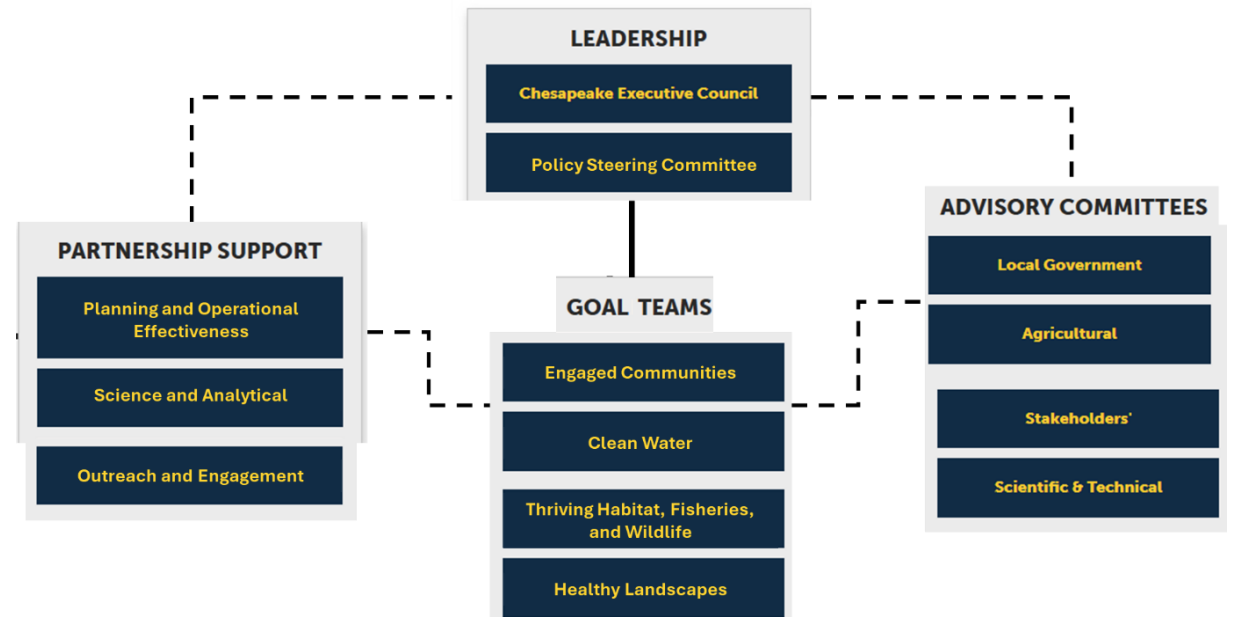 LEADERSHIP
Chesapeake Executive Council
Policy Steering Committee
PARTNERSHIP SUPPORT
Planning and Operational
Effectiveness
Science and Analytical
Outreach and Engagement
GOAL TEAMS
Engaged Communities
Clean Water
Thriving Habitat, Fisheries,
and Wildlife
Healthy Landscapes
ADVISORY COMMITTEES
Local Government
Agricultural
Stakeholders'
Scientific & Technical